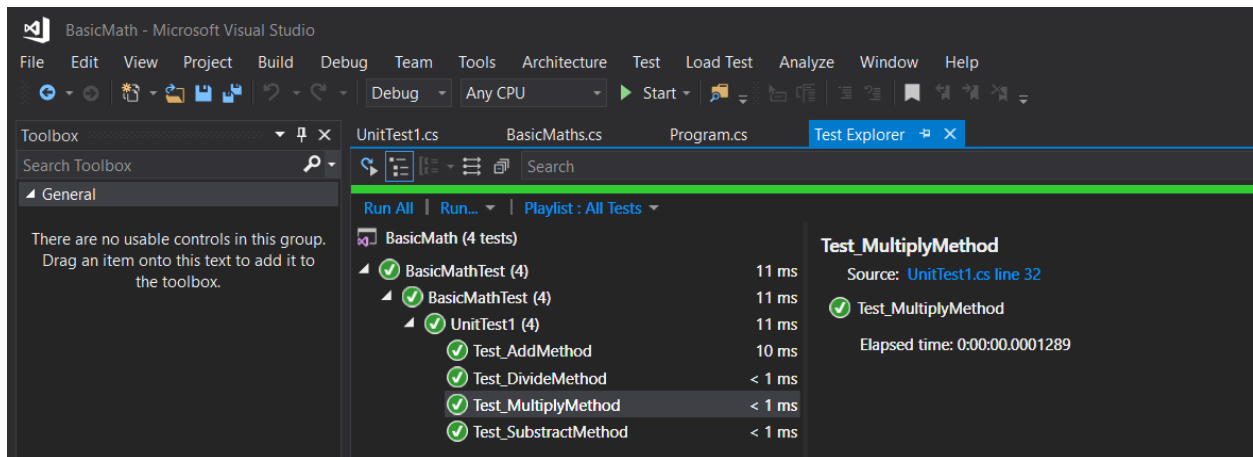 BasicMath - Microsoft Visual Studio
File Edit View Project Build Debug Team Tools Architecture Test Load Test Analyze Window Help
Debug Any CPU Start
Toolbox
Search Toolbox
General
There are no usable controls in this group.
Drag an item onto this text to add it to
the toolbox.
UnitTest1.cs BasicMaths.cs Program.cs Test Explorer
Search
Run All | Run... | Playlist : All Tests
BasicMath (4 tests)
BasicMathTest (4) 11 ms
BasicMathTest (4) 11 ms
UnitTest1 (4) 11 ms
Test_AddMethod 10 ms
Test_DivideMethod < 1 ms
Test_MultiplyMethod < 1 ms
Test_SubstractMethod < 1 ms
Test_MultiplyMethod
Source: UnitTest1.cs line 32
Test_MultiplyMethod
Elapsed time: 0:00:00.0001289